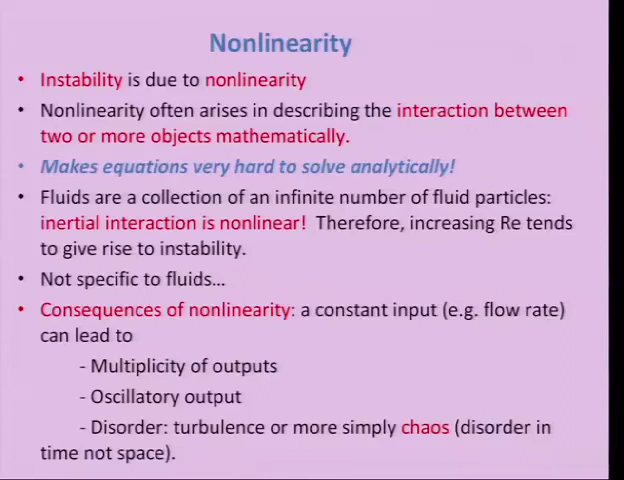 Nonlinearity
• Instability is due to nonlinearity
• Nonlinearity often arises in describing the interaction between
two or more objects mathematically.
• Makes equations very hard to solve analytically!
• Fluids are a collection of an infinite number of fluid particles:
inertial interaction is nonlinear! Therefore, increasing Re tends
to give rise to instability.
• Not specific to fluids...
• Consequences of nonlinearity: a constant input (e.g. flow rate)
can lead to
- Multiplicity of outputs
- Oscillatory output
- Disorder: turbulence or more simply chaos (disorder in
time not space).